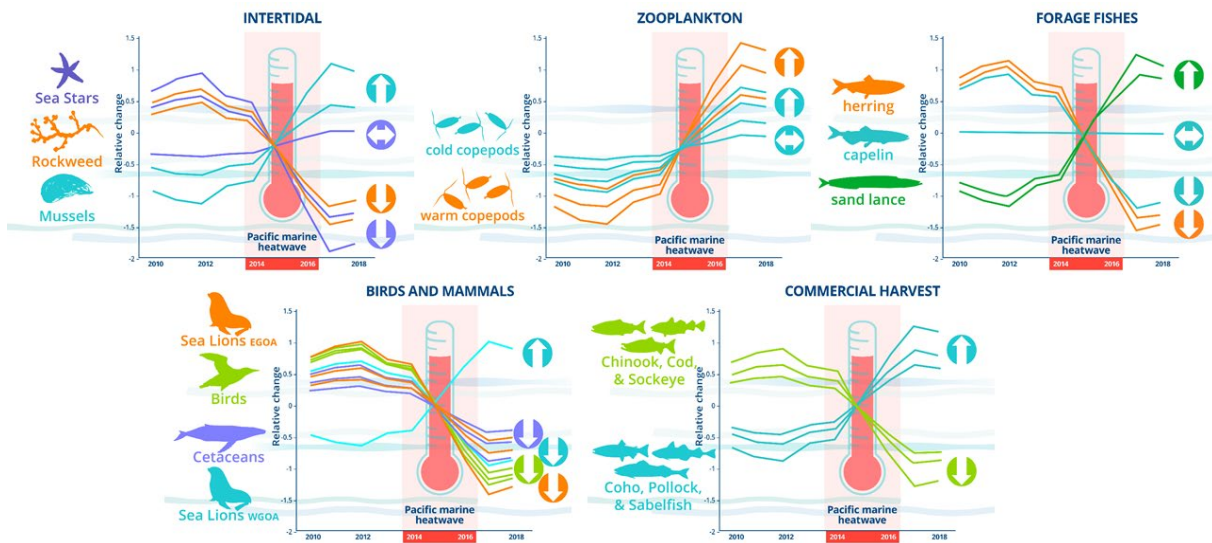 INTERTIDAL
Sea Stars
Rockweed
Mussels
Relative change
1.5
1
0.5
0
-0.5
-1
-1.5
-2
Pacific marine
heatwave
2010
2012
2014
2016
2018
ZOOPLANKTON
cold copepods
warm copepods
Relative change
1.5
1
0.5
0
-0.5
-1
-1.5
-2
Pacific marine
heatwave
2010
2012
2014
2016
2018
FORAGE FISHES
herring
capelin
sand lance
Relative change
1.5
1
0.5
0
-0.5
-1
-1.5
-2
Pacific marine
heatwave
2010
2012
2014
2016
2018
BIRDS AND MAMMALS
Sea Lions EGOA
Birds
Cetaceans
Sea Lions WGOA
Relative change
1.5
1
0.5
0
-0.5
-1
-1.5
-2
Pacific marine
heatwave
2010
2012
2014
2016
2018
COMMERCIAL HARVEST
Chinook, Cod,
& Sockeye
Coho, Pollock,
& Sabelfish
Relative change
1.5
1
0.5
0
-0.5
-1
-1.5
-2
Pacific marine
heatwave
2010
2012
2014
2016
2018